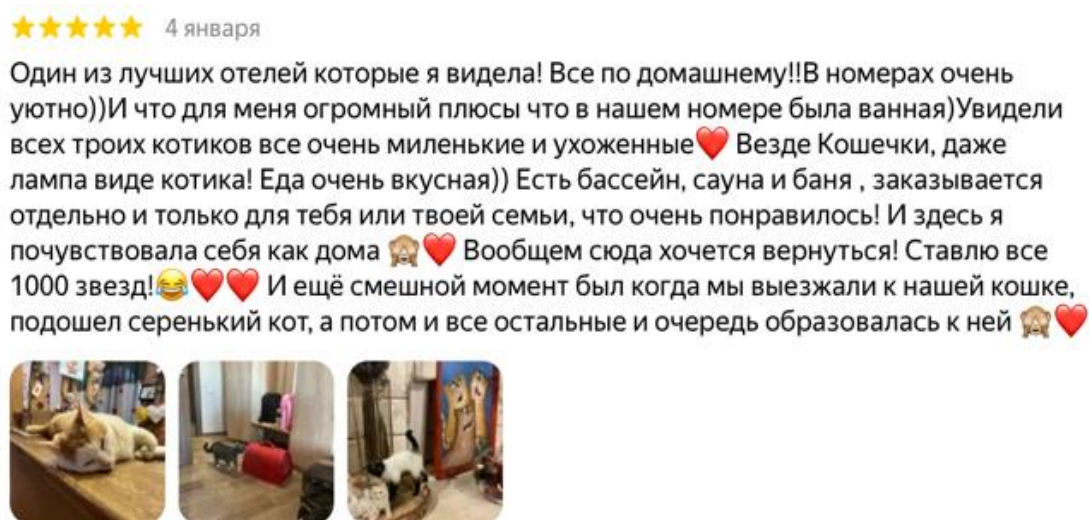 4 января
Один из лучших отелей которые я видела! Все по домашнему!!В номерах очень
уютно))И что для меня огромный плюсы что в нашем номере была ванная)Увидели
всех троих котиков все очень миленькие и ухоженные❤️ Везде Кошечки, даже
лампа виде котика! Еда очень вкусная)) Есть бассейн, сауна и баня , заказывается
отдельно и только для тебя или твоей семьи, что очень понравилось! И здесь я
почувствовала себя как дома 🙈❤️ Вообщем сюда хочется вернуться! Ставлю все
1000 звезд!😂❤️❤️ И ещё смешной момент был когда мы выезжали к нашей кошке,
подошел серенький кот, а потом и все остальные и очередь образовалась к ней 🙈❤️